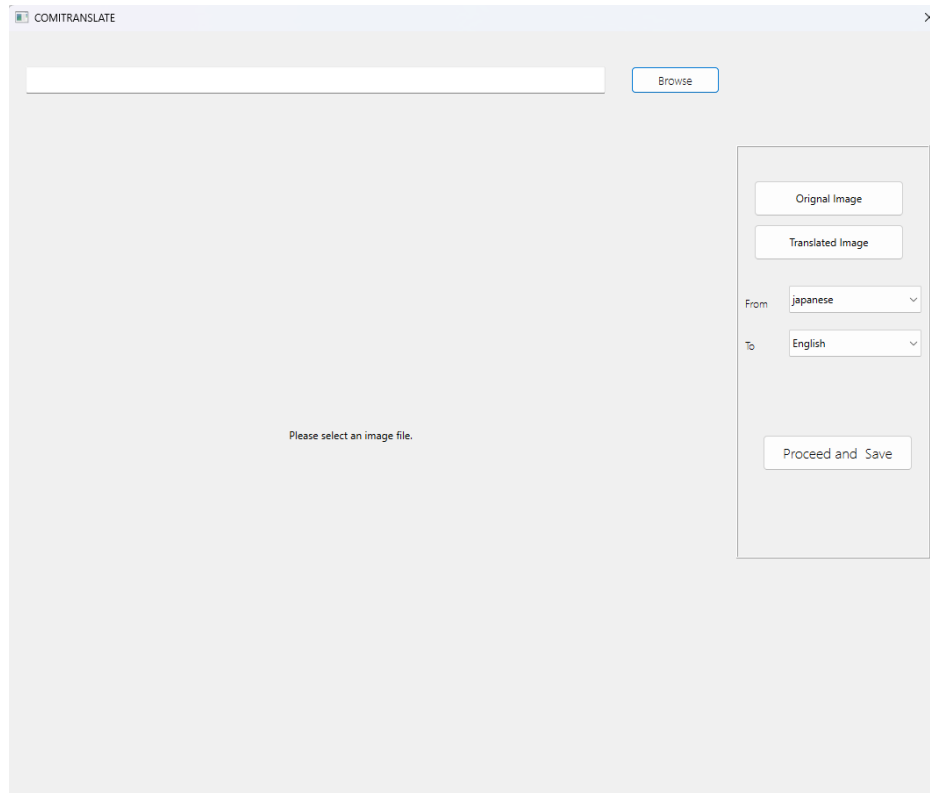 COMITRANSLATE
Browse
Orignal Image
Translated Image
From japanese
To English
Please select an image file.
Proceed and Save